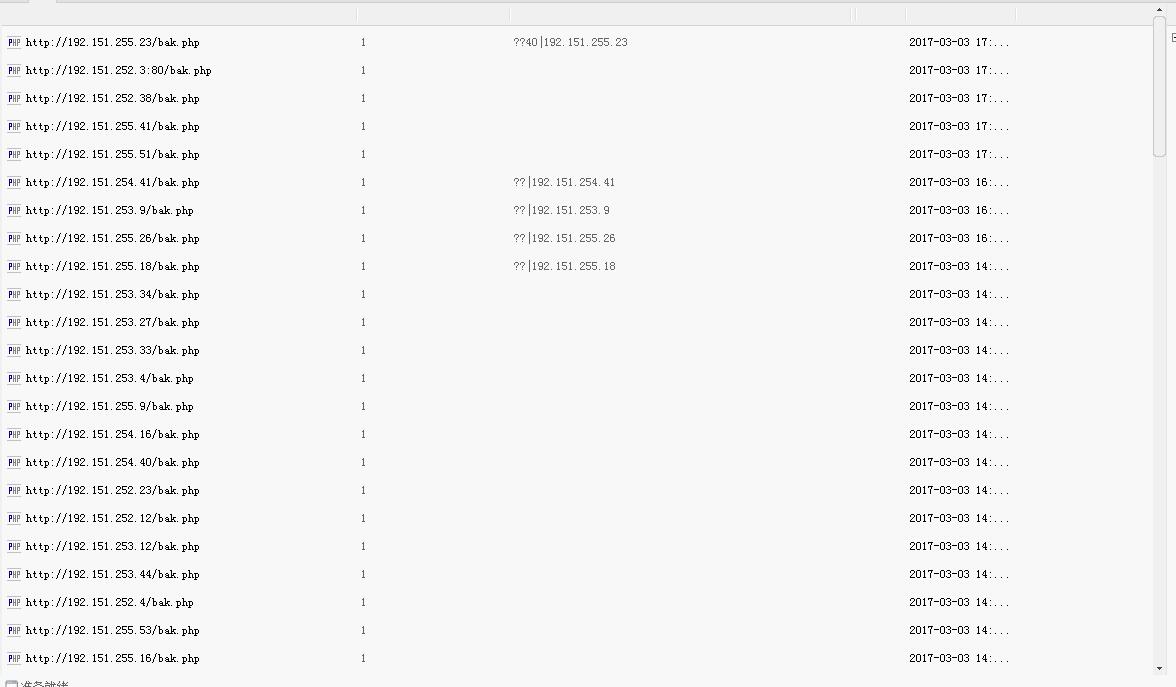 PHP http://192.151.255.23/bak.php 1 ??40|192.151.255.23 2017-03-03 17:...
PHP http://192.151.252.3:80/bak.php 1 2017-03-03 17:...
PHP http://192.151.252.38/bak.php 1 2017-03-03 17:...
PHP http://192.151.255.41/bak.php 1 2017-03-03 17:...
PHP http://192.151.255.51/bak.php 1 2017-03-03 17:...
PHP http://192.151.254.41/bak.php 1 ??|192.151.254.41 2017-03-03 16:...
PHP http://192.151.253.9/bak.php 1 ??|192.151.253.9 2017-03-03 16:...
PHP http://192.151.255.26/bak.php 1 ??|192.151.255.26 2017-03-03 16:...
PHP http://192.151.255.18/bak.php 1 ??|192.151.255.18 2017-03-03 14:...
PHP http://192.151.253.34/bak.php 1 2017-03-03 14:...
PHP http://192.151.253.27/bak.php 1 2017-03-03 14:...
PHP http://192.151.253.33/bak.php 1 2017-03-03 14:...
PHP http://192.151.253.4/bak.php 1 2017-03-03 14:...
PHP http://192.151.255.9/bak.php 1 2017-03-03 14:...
PHP http://192.151.254.16/bak.php 1 2017-03-03 14:...
PHP http://192.151.254.40/bak.php 1 2017-03-03 14:...
PHP http://192.151.252.23/bak.php 1 2017-03-03 14:...
PHP http://192.151.252.12/bak.php 1 2017-03-03 14:...
PHP http://192.151.253.12/bak.php 1 2017-03-03 14:...
PHP http://192.151.253.44/bak.php 1 2017-03-03 14:...
PHP http://192.151.252.4/bak.php 1 2017-03-03 14:...
PHP http://192.151.255.53/bak.php 1 2017-03-03 14:...
PHP http://192.151.255.16/bak.php 1 2017-03-03 14:...
准备就绪